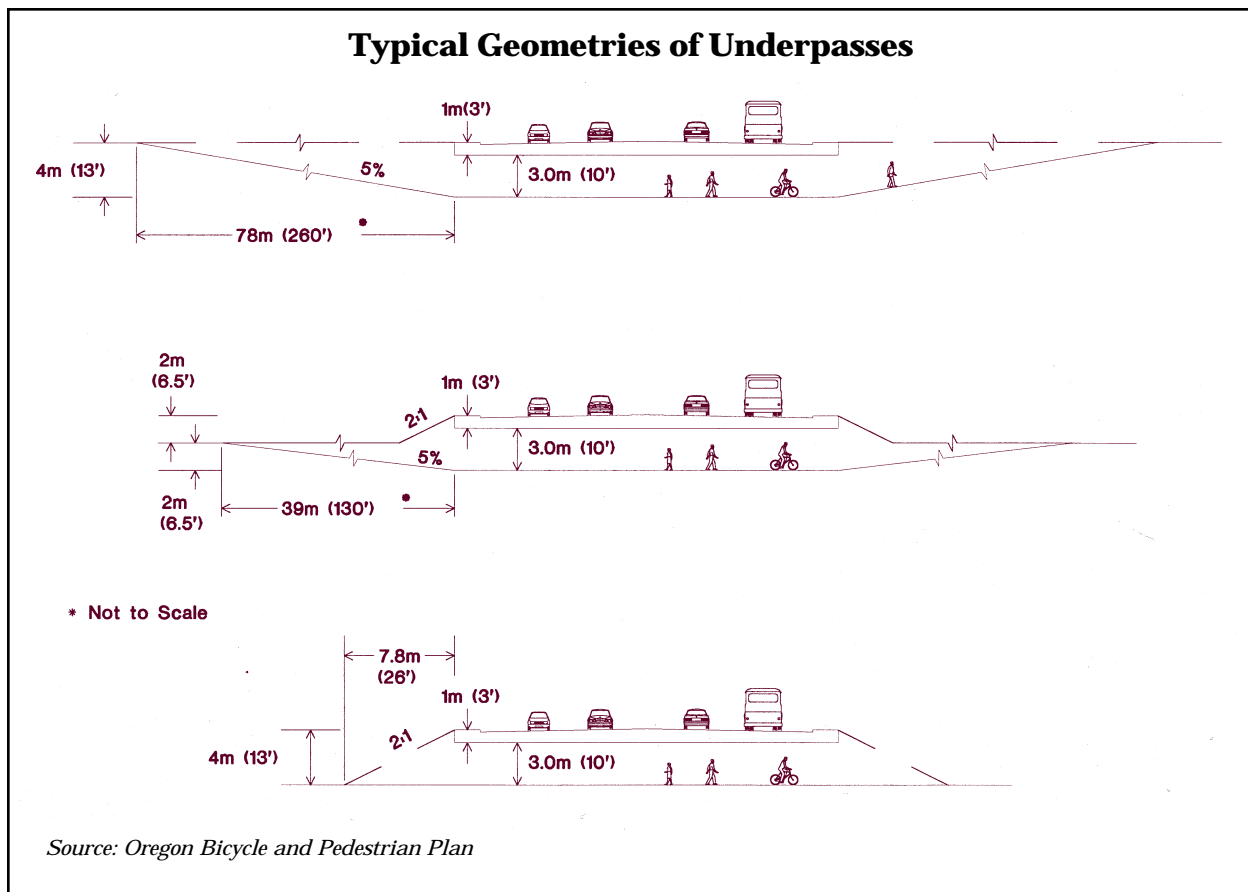 Typical Geometries of Underpasses
1m(3')
4m (13')
5%
3.0m (10')
*
78m (260')
2m
(6.5')
1m (3')
2:1
3.0m (10')
5%
2m
(6.5')
*
39m (130')
* Not to Scale
7.8m
(26')
1m (3')
2:1
4m (13')
3.0m (10')
Source: Oregon Bicycle and Pedestrian Plan